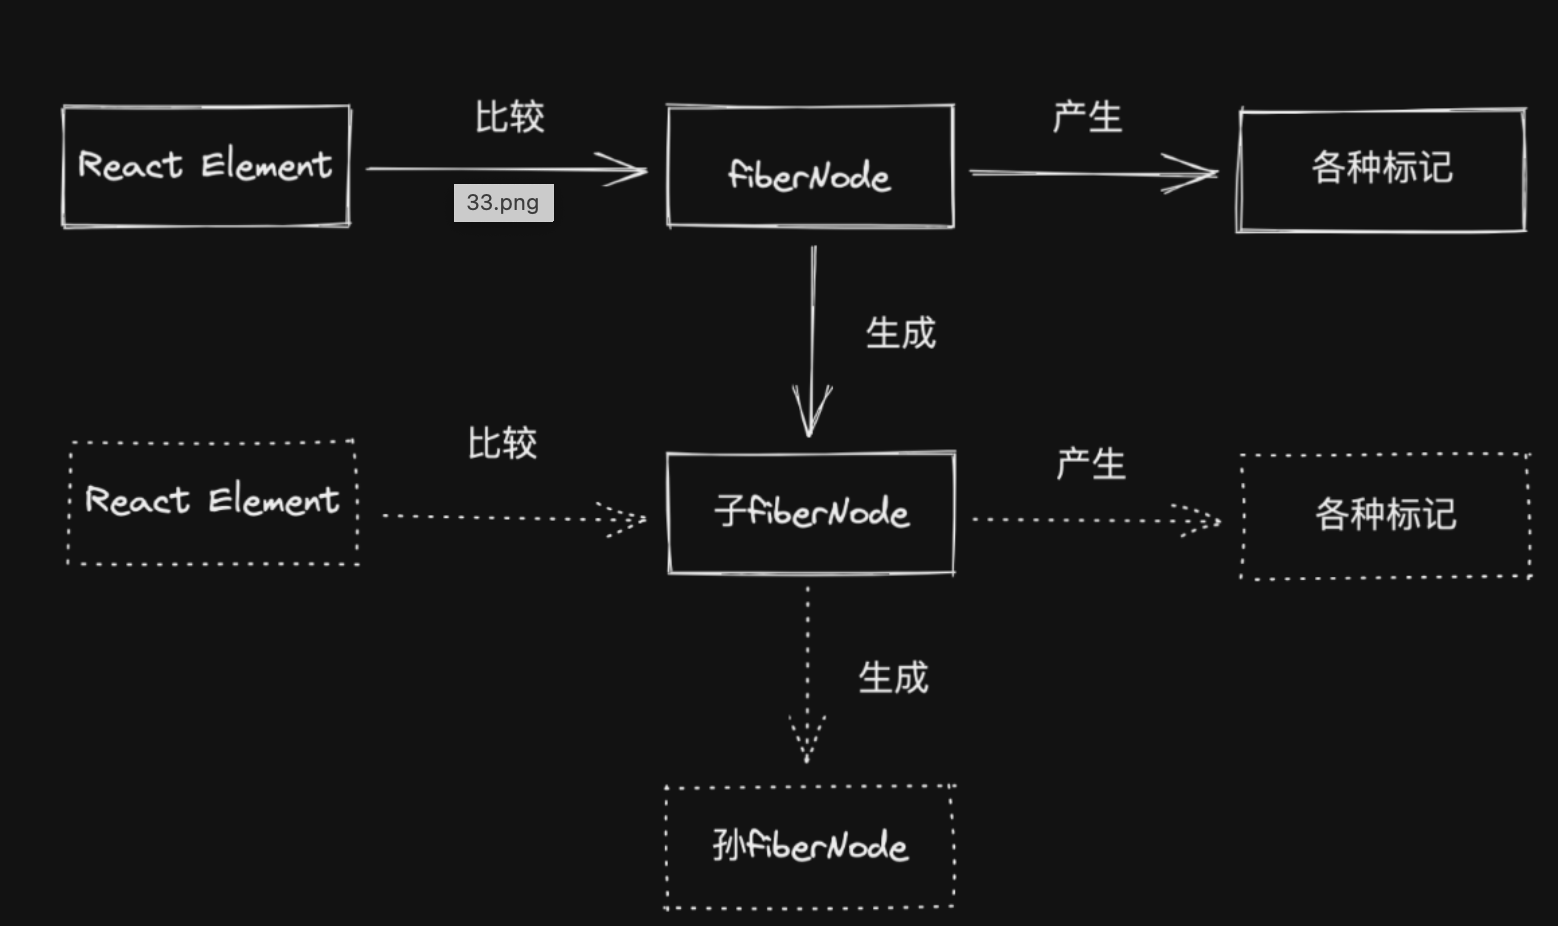 比较
产生
React Element
fiberNode
各种标记
33.png
生成
比较
产生
React Element
子fiberNode
各种标记
生成
孙fiberNode